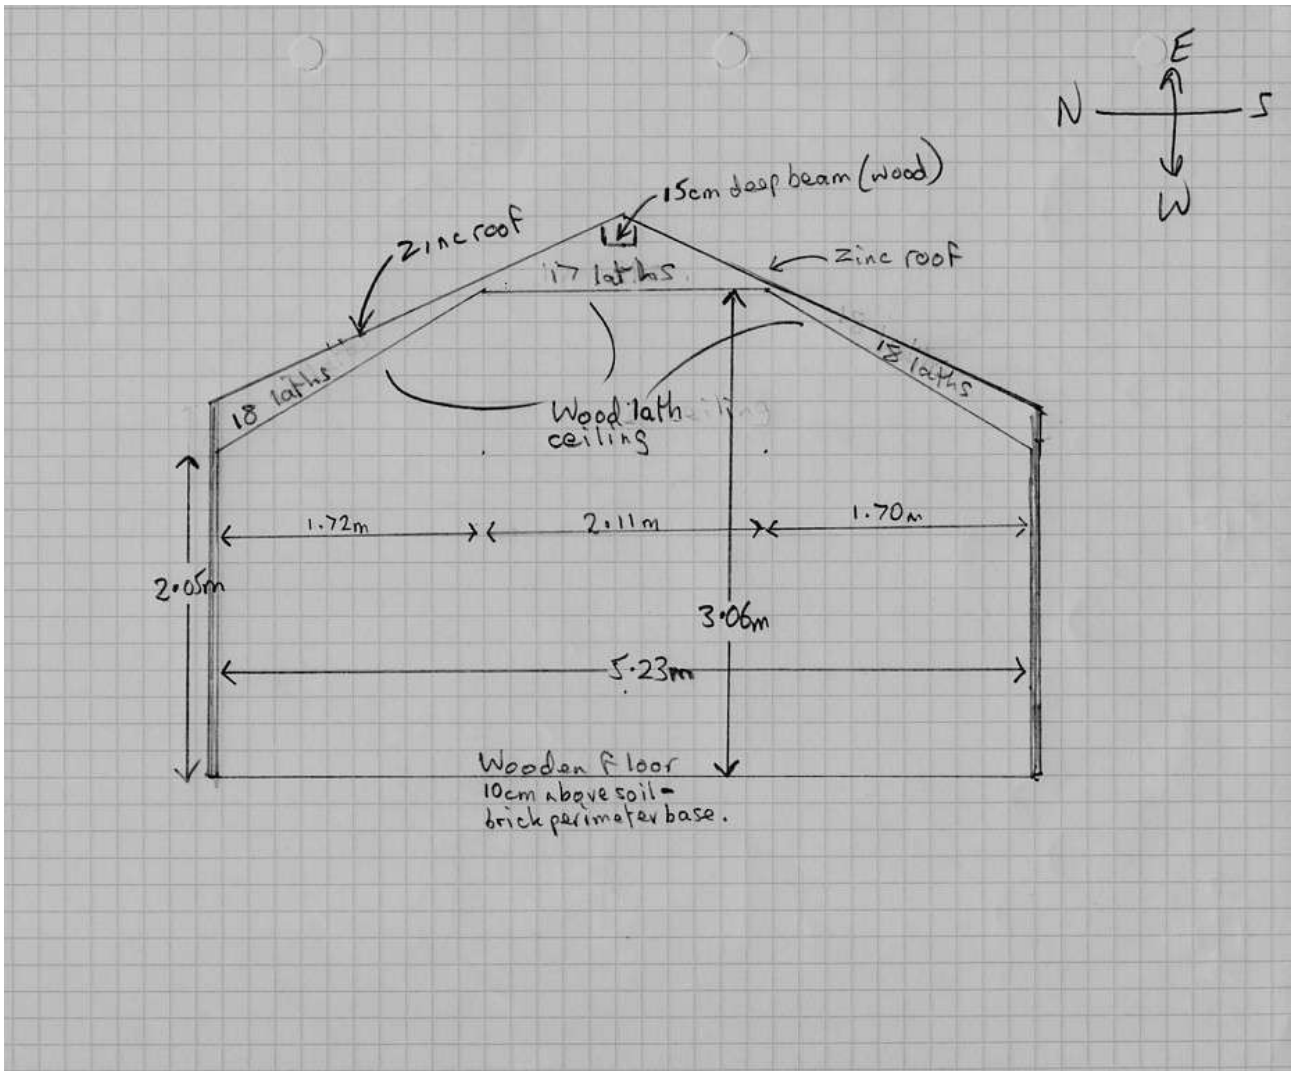 E
N S
W
15cm deep beam (wood)
Zinc roof
Zinc roof
17 laths
18 laths
18 laths
Wood lath
ceiling
1.72m
2.11m
1.70m
2.05m
3.06m
5.23m
Wooden floor
10cm above soil-
brick perimeter base.